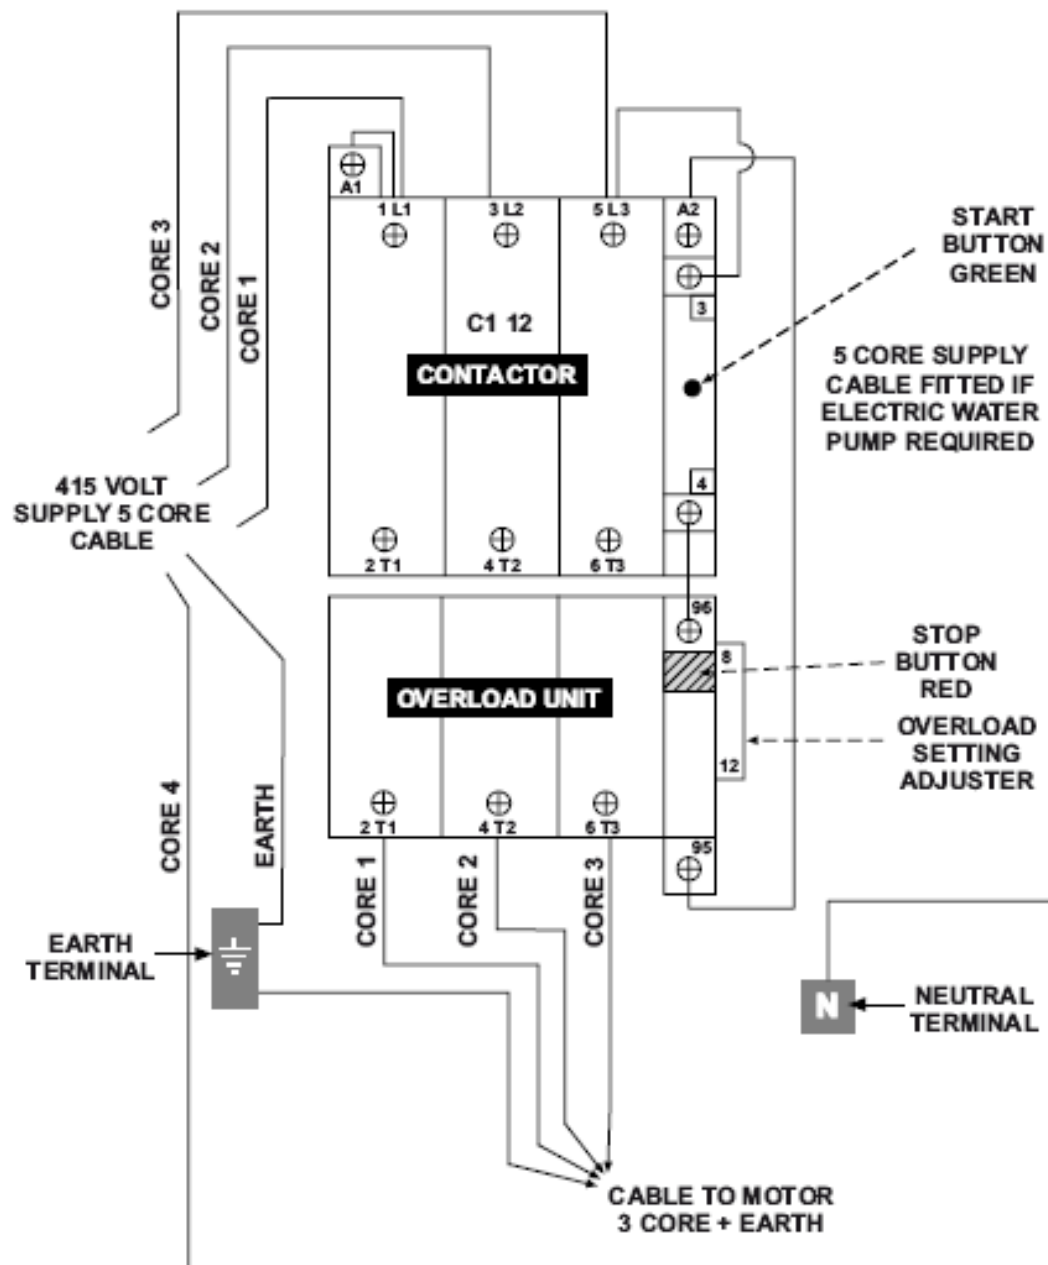 A1
1 L1
3 L2
5 L3
A2
CORE 3
CORE 2
CORE 1
START
BUTTON
GREEN
3
C1 12
CONTACTOR
5 CORE SUPPLY
CABLE FITTED IF
ELECTRIC WATER
PUMP REQUIRED
4
415 VOLT
SUPPLY 5 CORE
CABLE
2 T1
4 T2
6 T3
96
8
STOP
BUTTON
RED
OVERLOAD UNIT
OVERLOAD
SETTING
ADJUSTER
12
2 T1
4 T2
6 T3
95
CORE 4
EARTH
CORE 1
CORE 2
CORE 3
EARTH
TERMINAL
N
NEUTRAL
TERMINAL
CABLE TO MOTOR
3 CORE + EARTH